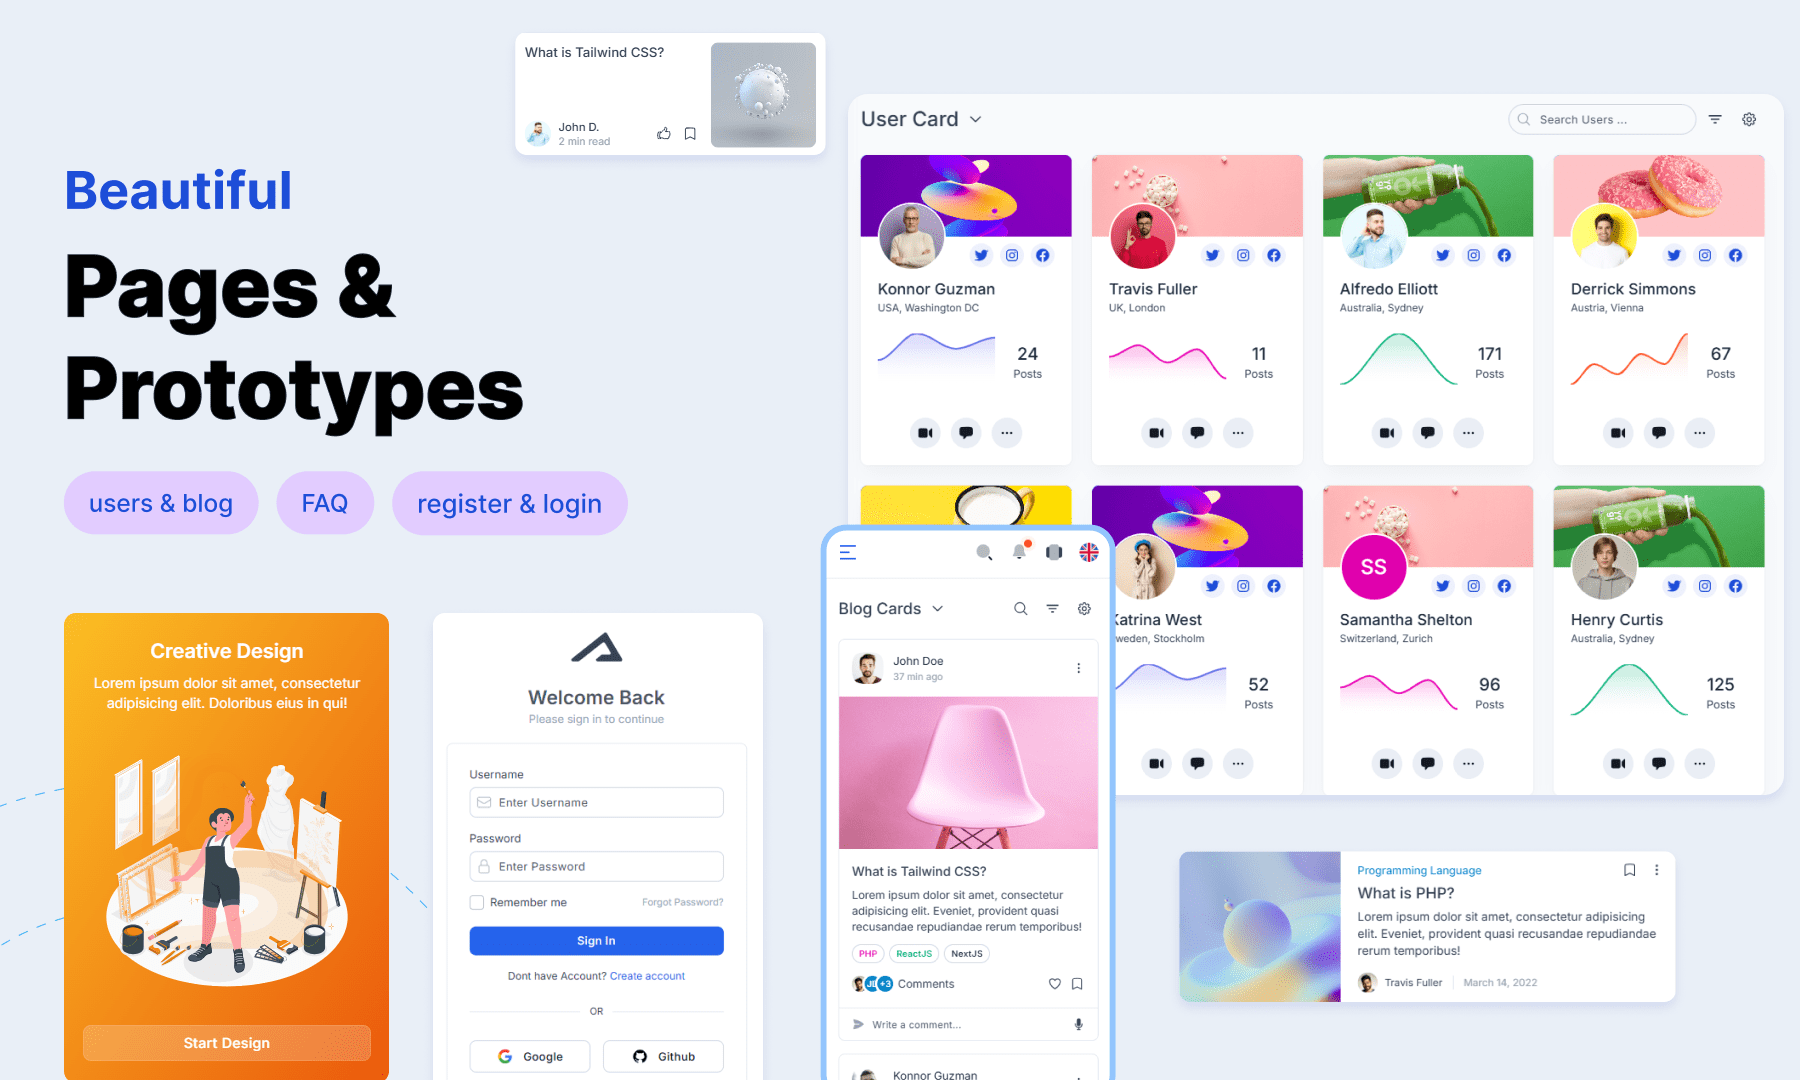 What is Tailwind CSS?
John D.
2 min read
Beautiful
Pages &
Prototypes
users & blog
FAQ
register & login
Creative Design
Lorem ipsum dolor sit amet, consectetur
adipisicing elit. Doloribus eius in qui!
Start Design
Welcome Back
Please sign in to continue
Username
Enter Username
Password
Enter Password
Remember me
Forgot Password?
Sign In
Dont have Account? Create account
OR
Google
Github
User Card
Search Users ...
Konnor Guzman
USA, Washington DC
24
Posts
Travis Fuller
UK, London
11
Posts
Alfredo Elliott
Australia, Sydney
171
Posts
Derrick Simmons
Austria, Vienna
67
Posts
Katrina West
weden, Stockholm
52
Posts
SS
Samantha Shelton
Switzerland, Zurich
96
Posts
Henry Curtis
Australia, Sydney
125
Posts
Blog Cards
John Doe
37 min ago
What is Tailwind CSS?
Lorem ipsum dolor sit amet, consectetur
adipisicing elit. Eveniet, provident quasi
recusandae repudiandae rerum temporibus!
PHP
ReactJS
NextJS
+3
Comments
Write a comment...
Konnor Guzman
Programming Language
What is PHP?
Lorem ipsum dolor sit amet, consectetur adipisicing
elit. Eveniet, provident quasi recusandae repudiandae
rerum temporibus!
Travis Fuller
March 14, 2022